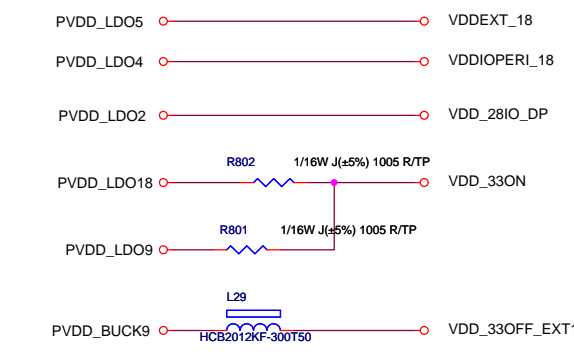 PVDD_LDO5 VDDEXT_18
PVDD_LDO4 VDDIOPERI_18
PVDD_LDO2 VDD_28IO_DP
R802 1/16W J(±5%) 1005 R/TP
PVDD_LDO18 VDD_33ON
R801 1/16W J(±5%) 1005 R/TP
PVDD_LDO9
L29
PVDD_BUCK9 VDD_33OFF_EXT1
HCB2012KF-300T50